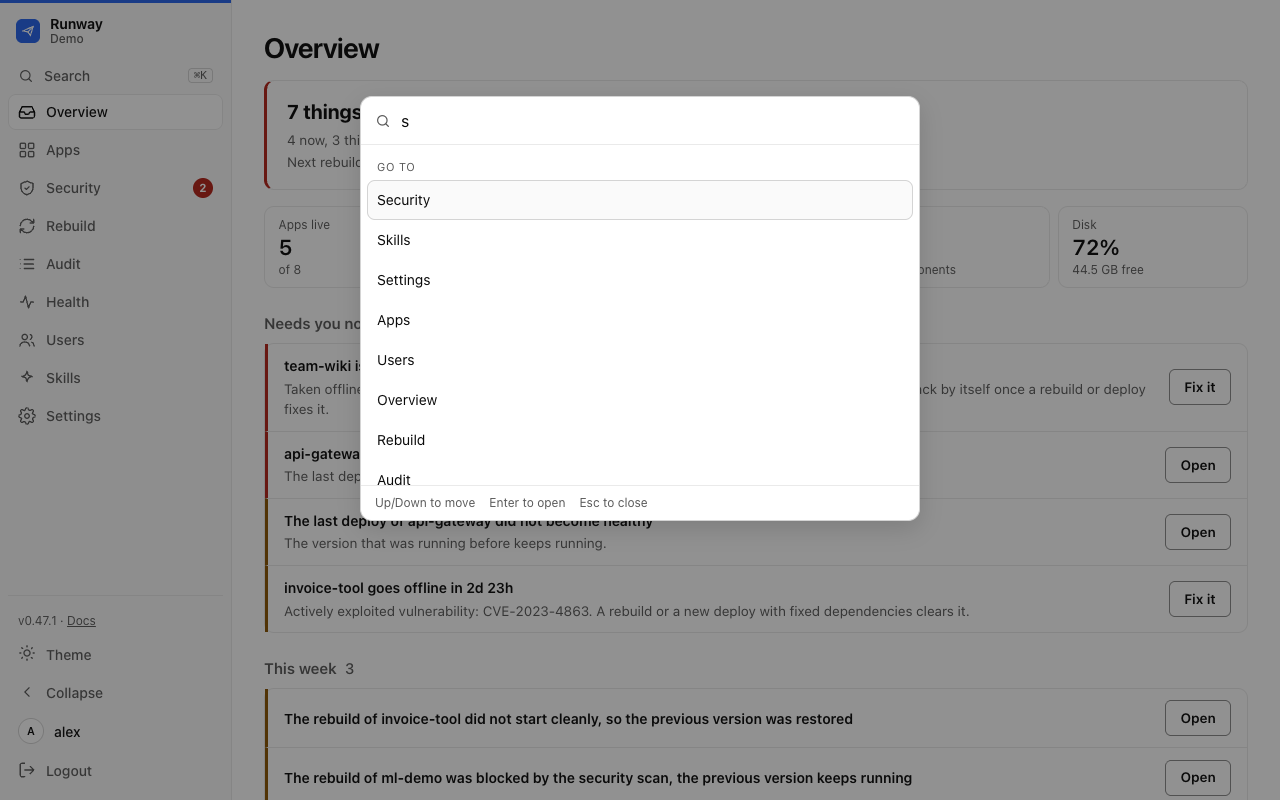 Runway
Demo
Search ⌘K
Overview
Apps
Security 2
Rebuild
Audit
Health
Users
Skills
Settings
v0.47.1 · Docs
Theme
Collapse
A alex
Logout
Overview
7 things
4 now, 3
Next
Apps live
5
of 8
Disk
72%
44.5 GB free
s
GO TO
Security
Skills
Settings
Apps
Users
Overview
Rebuild
Audit
Up/Down to move Enter to open Esc to close
Needs you
team-wiki
Taken offline by itself once a rebuild or deploy
fixes it.
Fix it
The last
Open
The last deploy of api-gateway did not become healthy
The version that was running before keeps running.
Open
invoice-tool goes offline in 2d 23h
Actively exploited vulnerability: CVE-2023-4863. A rebuild or a new deploy with fixed dependencies clears it.
Fix it
This week 3
The rebuild of invoice-tool did not start cleanly, so the previous version was restored
Open
The rebuild of ml-demo was blocked by the security scan, the previous version keeps running
Open